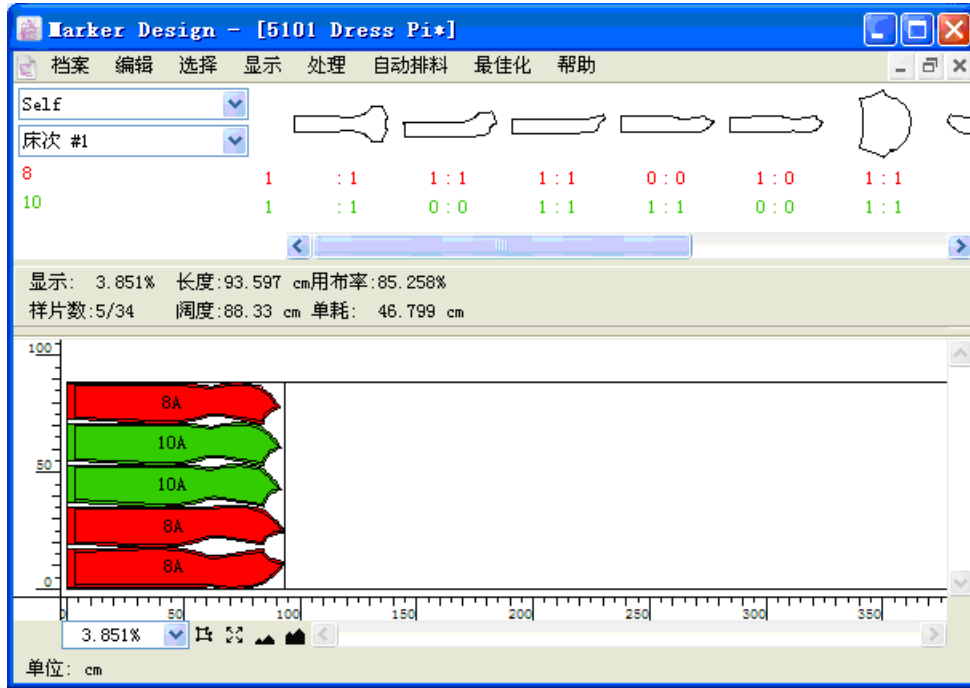 Marker Design - [5101 Dress Pi*]
档案 编辑 选择 显示 处理 自动排料 最佳化 帮助
Self
床次 #1
8 1 : 1 1 : 1 1 : 1 0 : 0 1 : 0 1 : 1
10 1 : 1 0 : 0 1 : 1 1 : 1 0 : 0 1 : 1
显示: 3.851% 长度:93.597 cm用布率:85.258%
样片数:5/34 阔度:88.33 cm 单耗: 46.799 cm
100
8A
10A
50
10A
8A
8A
0
0 50 100 150 200 250 300 350
3.851%
单位: cm